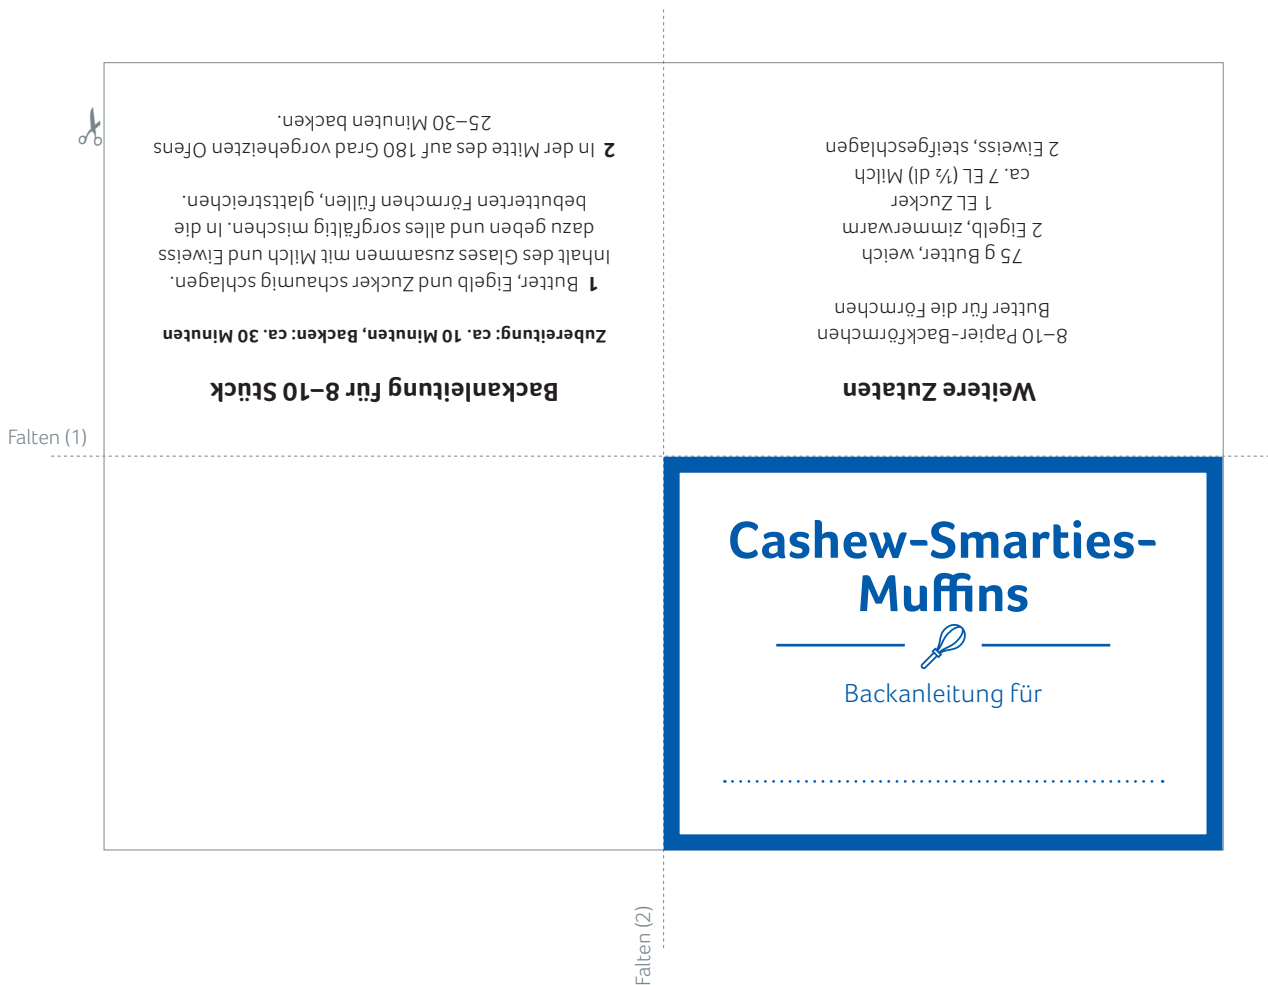 Cashew-Smarties-
Muffins
Backanleitung für
Weitere Zutaten
8–10 Papier-Backförmchen
Butter für die Förmchen
75 g Butter, weich
2 Eigelb, zimmerwarm
1 EL Zucker
ca. 7 EL (½ dl) Milch
2 Eiweiss, steifgeschlagen
Backanleitung für 8–10 Stück
Zubereitung: ca. 10 Minuten, Backen: ca. 30 Minuten
1 Butter, Eigelb und Zucker schaumig schlagen.
Inhalt des Glases zusammen mit Milch und Eiweiss
dazu geben und alles sorgfältig mischen. In die
bebutterten Förmchen füllen, glattstreichen.
2 In der Mitte des auf 180 Grad vorgeheizten Ofens
25–30 Minuten backen.
Falten (1)
Falten (2)